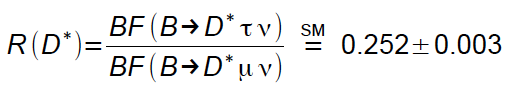 R(D*) = BF(B→D*τν) / BF(B→D*μν) =^SM 0.252±0.003